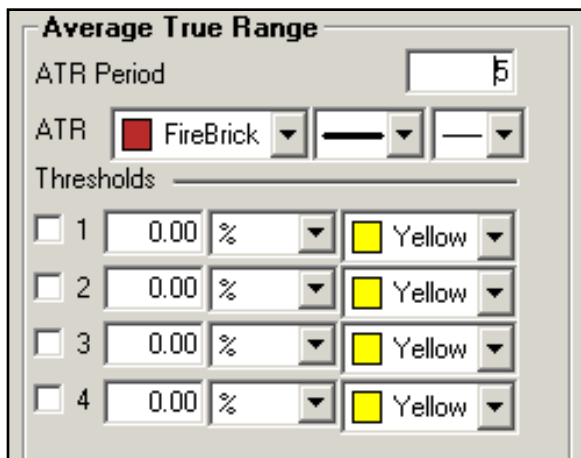 Average True Range
ATR Period 5
ATR FireBrick
Thresholds
1 0.00 % Yellow
2 0.00 % Yellow
3 0.00 % Yellow
4 0.00 % Yellow